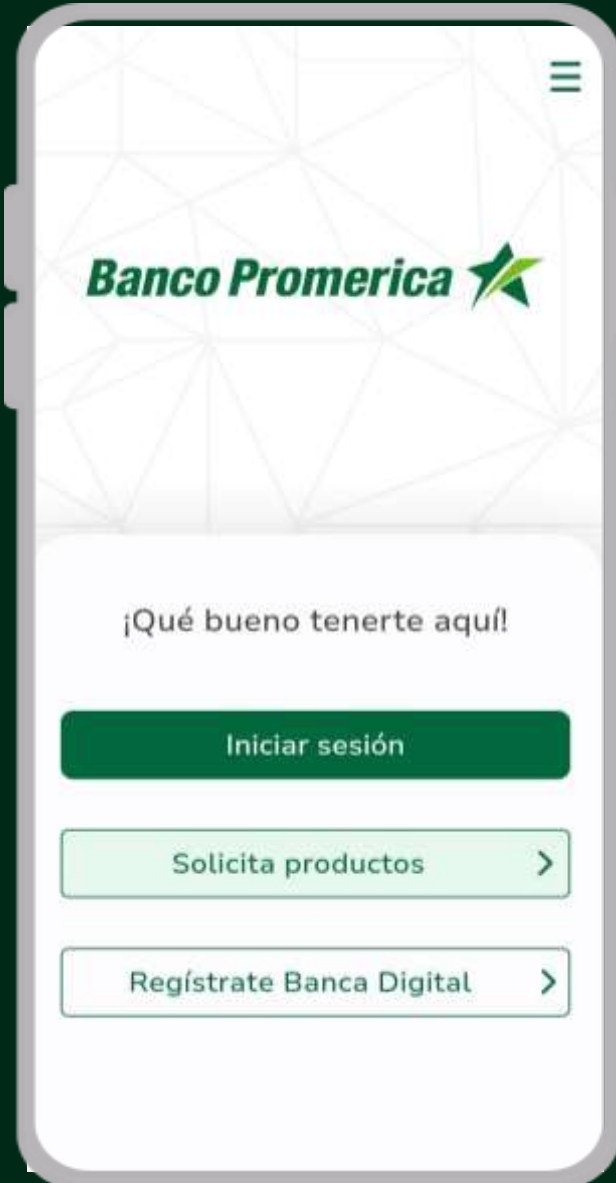 Banco Promerica
¡Qué bueno tenerte aquí!
Iniciar sesión
Solicita productos
Regístrate Banca Digital